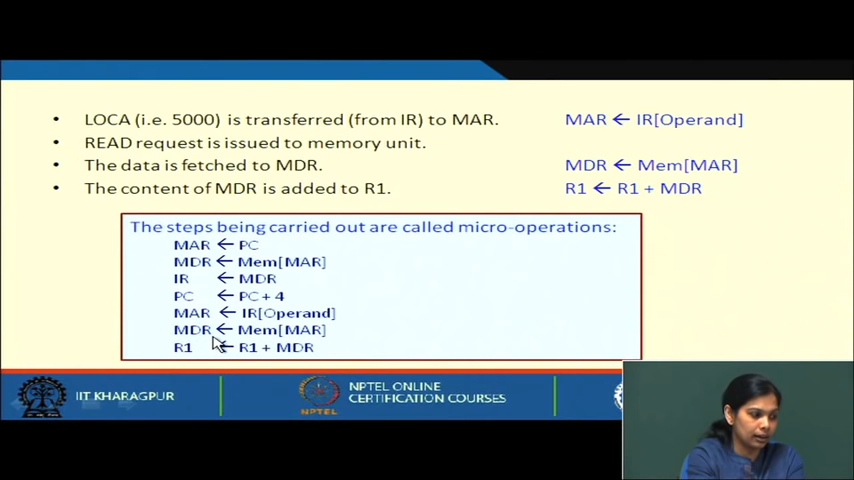 • LOCA (i.e. 5000) is transferred (from IR) to MAR. MAR ← IR[Operand]
• READ request is issued to memory unit.
• The data is fetched to MDR. MDR ← Mem[MAR]
• The content of MDR is added to R1. R1 ← R1 + MDR
The steps being carried out are called micro-operations:
MAR ← PC
MDR ← Mem[MAR]
IR ← MDR
PC ← PC + 4
MAR ← IR[Operand]
MDR ← Mem[MAR]
R1 ← R1 + MDR
IIT KHARAGPUR
NPTEL
NPTEL ONLINE
CERTIFICATION COURSES